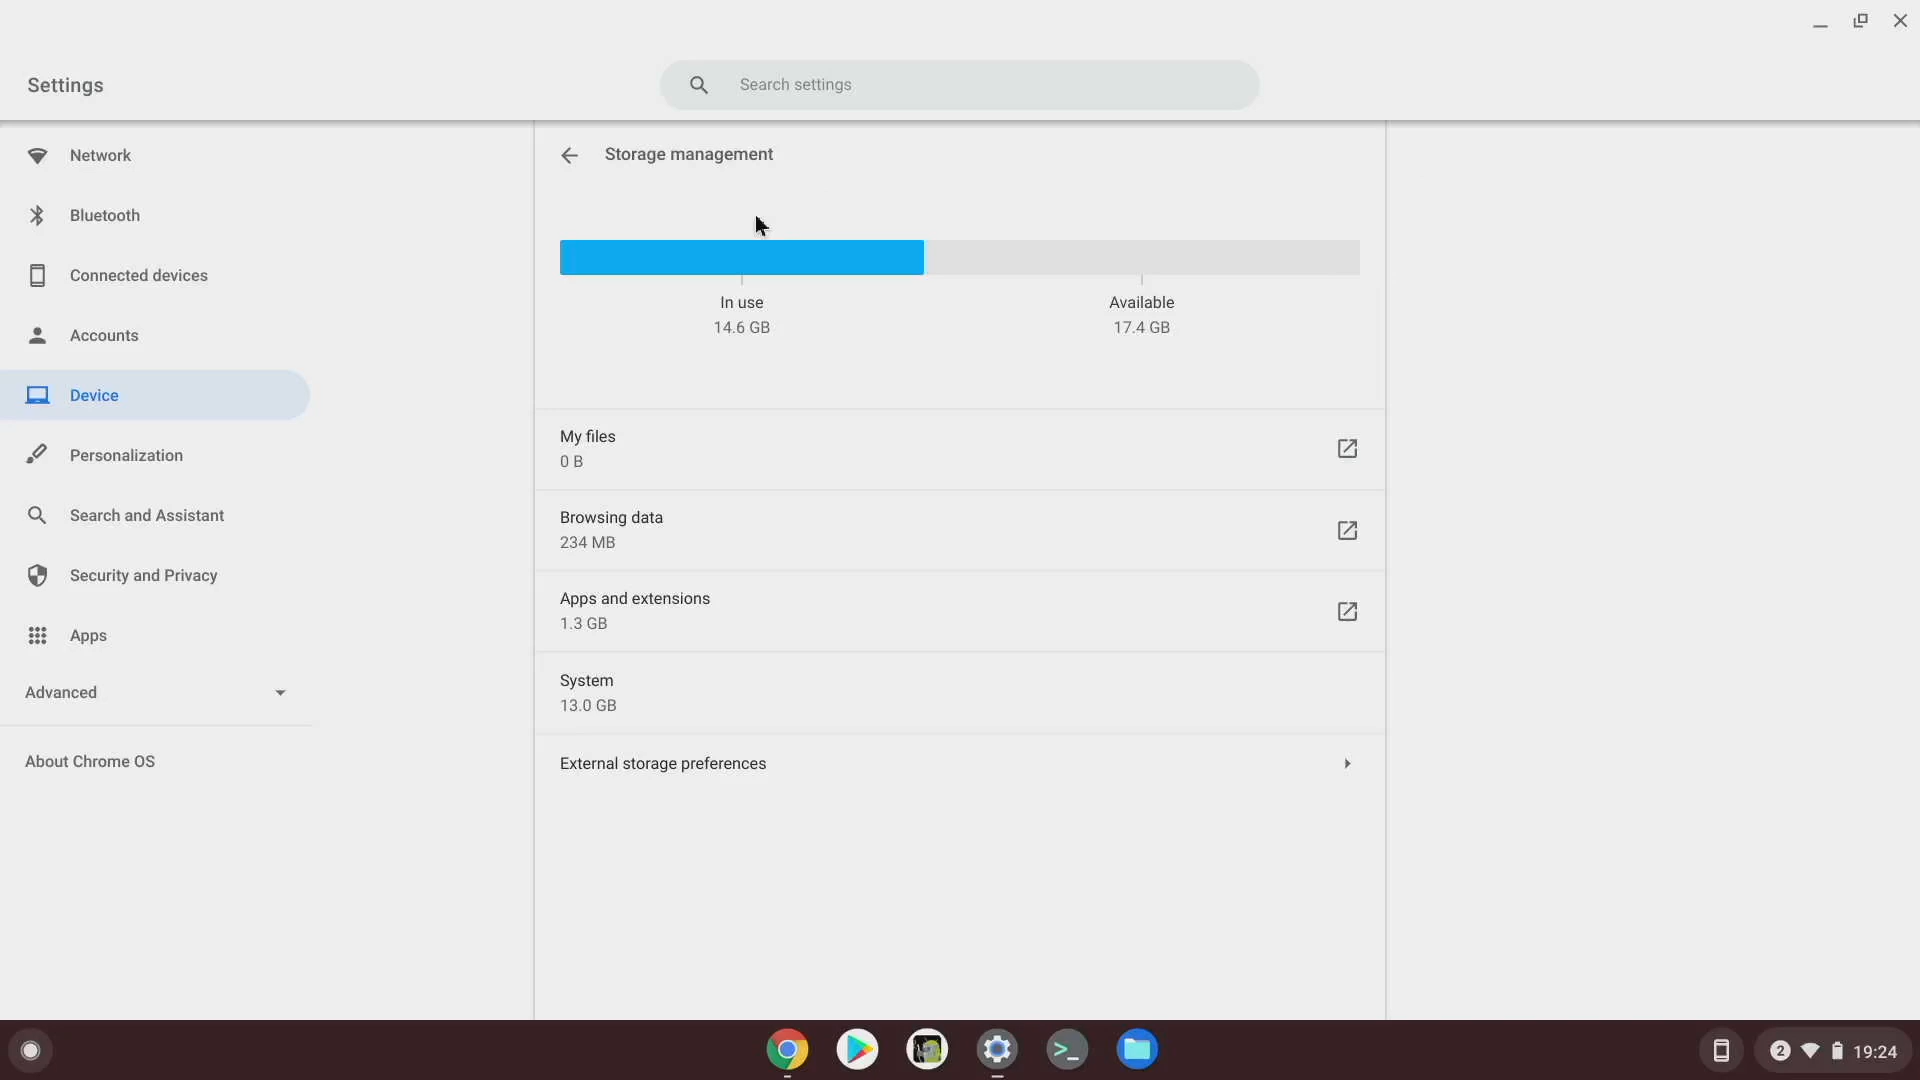 Settings
Search settings
Network
Bluetooth
Connected devices
Accounts
Device
Personalization
Search and Assistant
Security and Privacy
Apps
Advanced
About Chrome OS
Storage management
In use
14.6 GB
Available
17.4 GB
My files
0 B
Browsing data
234 MB
Apps and extensions
1.3 GB
System
13.0 GB
External storage preferences
>_
2
19:24